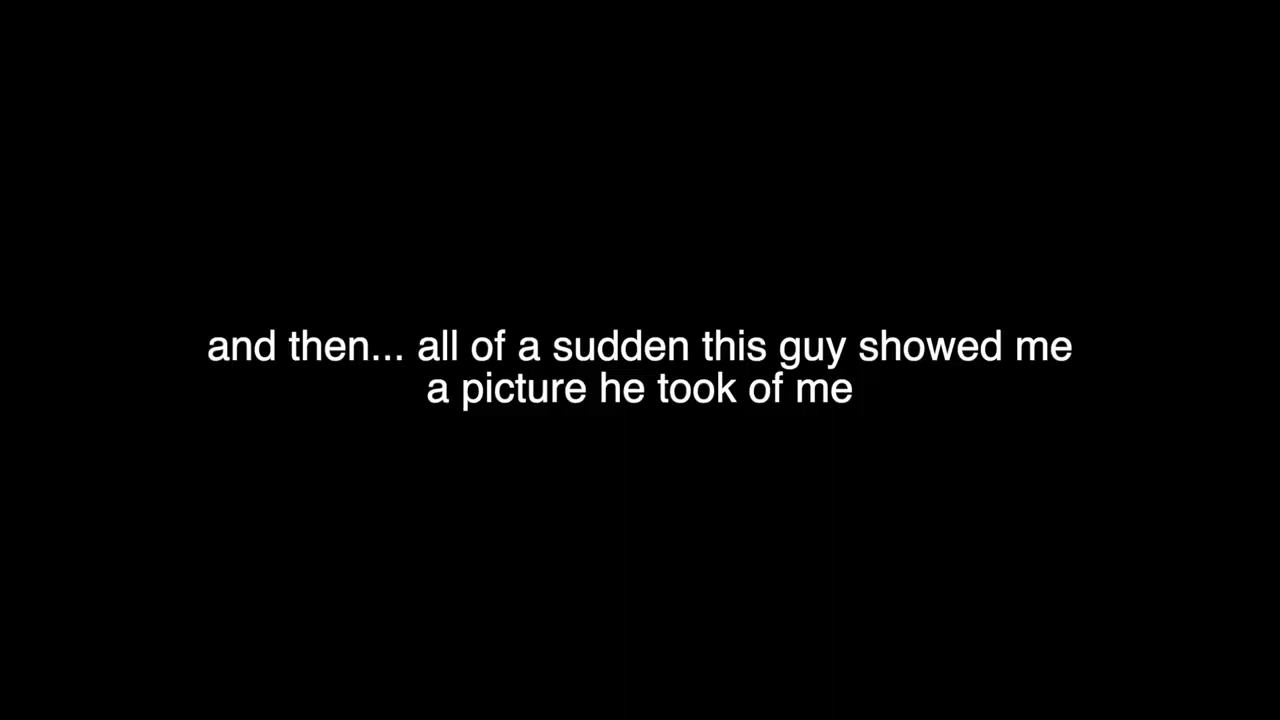 and then... all of a sudden this guy showed me
a picture he took of me